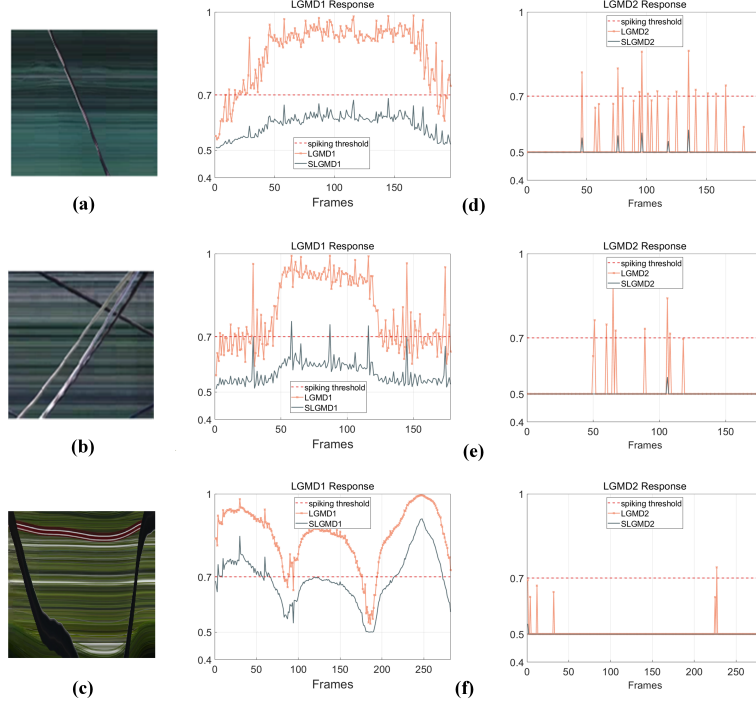 LGMD1 Response
1
0.7
0.5
0.4
0 50 100 150
Frames
spiking threshold
LGMD1
SLGMD1
LGMD2 Response
1
0.7
0.5
0.4
0 50 100 150
Frames
spiking threshold
LGMD2
SLGMD2
(a)
(d)
LGMD1 Response
1
0.7
0.5
0.4
0 50 100 150
Frames
spiking threshold
LGMD1
SLGMD1
LGMD2 Response
1
0.7
0.5
0.4
0 50 100 150
Frames
spiking threshold
LGMD2
SLGMD2
(b)
(e)
LGMD1 Response
1
0.7
0.5
0.4
0 50 100 150 200 250
Frames
spiking threshold
LGMD1
SLGMD1
LGMD2 Response
1
0.7
0.5
0.4
0 50 100 150 200 250
Frames
spiking threshold
LGMD2
SLGMD2
(c)
(f)